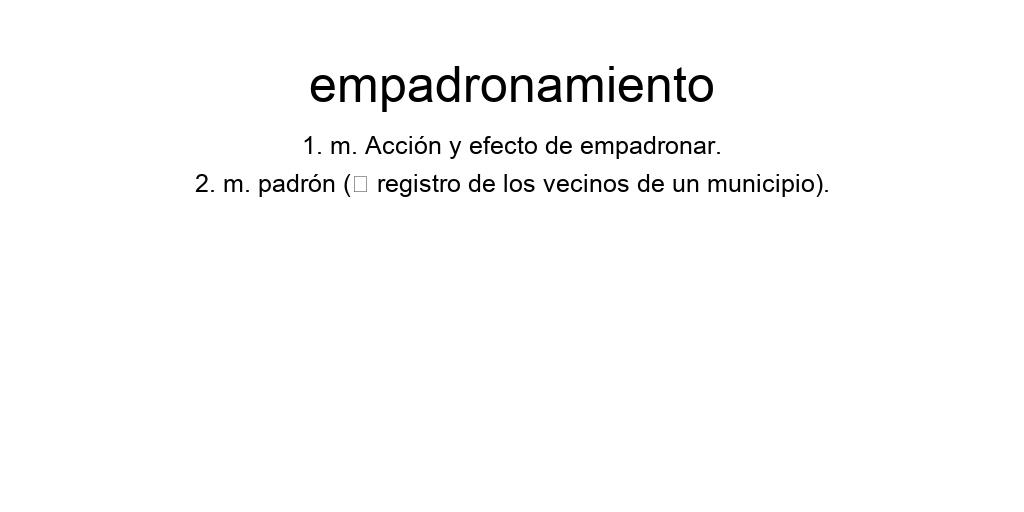 empadronamiento
1. m. Acción y efecto de empadronar.
2. m. padrón (□ registro de los vecinos de un municipio).